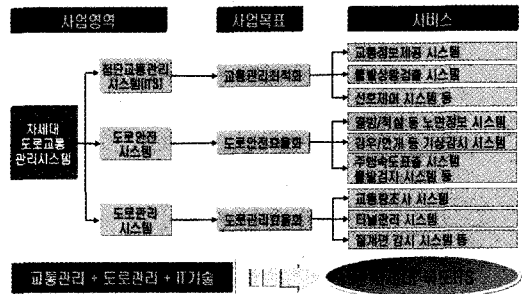 사업영역
사업목표
서비스
차세대
도로교통
관리시스템
첨단교통관리
시스템(ITS)
교통관리최적화
교통정보제공 시스템
돌발상황검출 시스템
신호제어 시스템 등
도로안전
시스템
도로안전효율화
결빙/적설 등 노면정보 시스템
강우/안개 등 기상감시 시스템
주행속도표출 시스템
돌발감지 시스템 등
도로관리
시스템
도로관리효율화
교통량조사 시스템
터널관리 시스템
절개면 감시 시스템 등
교통관리 + 도로관리 + IT기술